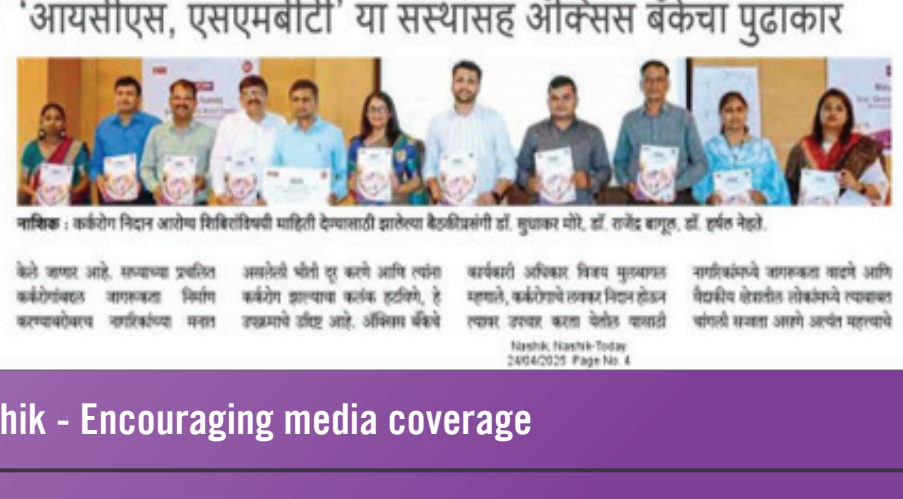 'आयसीएस, एसएमबीटी' या संस्थासह ॲक्सिस बँकेचा पुढाकार
नाशिक : कर्करोग निदान आरोग्य शिबिरांविषयी माहिती देण्यासाठी झालेल्या बैठकीप्रसंगी डॉ. सुधाकर मोरे, डॉ. राजेंद्र बागूल, डॉ. हर्षल नेहते.
केले जाणार आहे. सध्याच्या प्रचलित
कर्करोगांबद्दल जागरूकता निर्माण
करण्याबरोबरच नागरिकांच्या मनात
असलेली भीती दूर करणे आणि त्यांना
कर्करोग झाल्याचा कलंक हटविणे, हे
उपक्रमाचे उद्दिष्ट आहे. ॲक्सिस बँकेचे
कार्यकारी अधिकार विजय मुलबागल
म्हणाले, कर्करोगाचे लवकर निदान होऊन
त्यावर उपचार करता येतील यासाठी
नागरिकांमध्ये जागरूकता वाढणे आणि
वैद्यकीय क्षेत्रातील लोकांमध्ये त्याबाबत
चांगली सज्जता असणे अत्यंत महत्त्वाचे
Nashik, Nashik-Today
24/04/2025 Page No. 4
hik - Encouraging media coverage